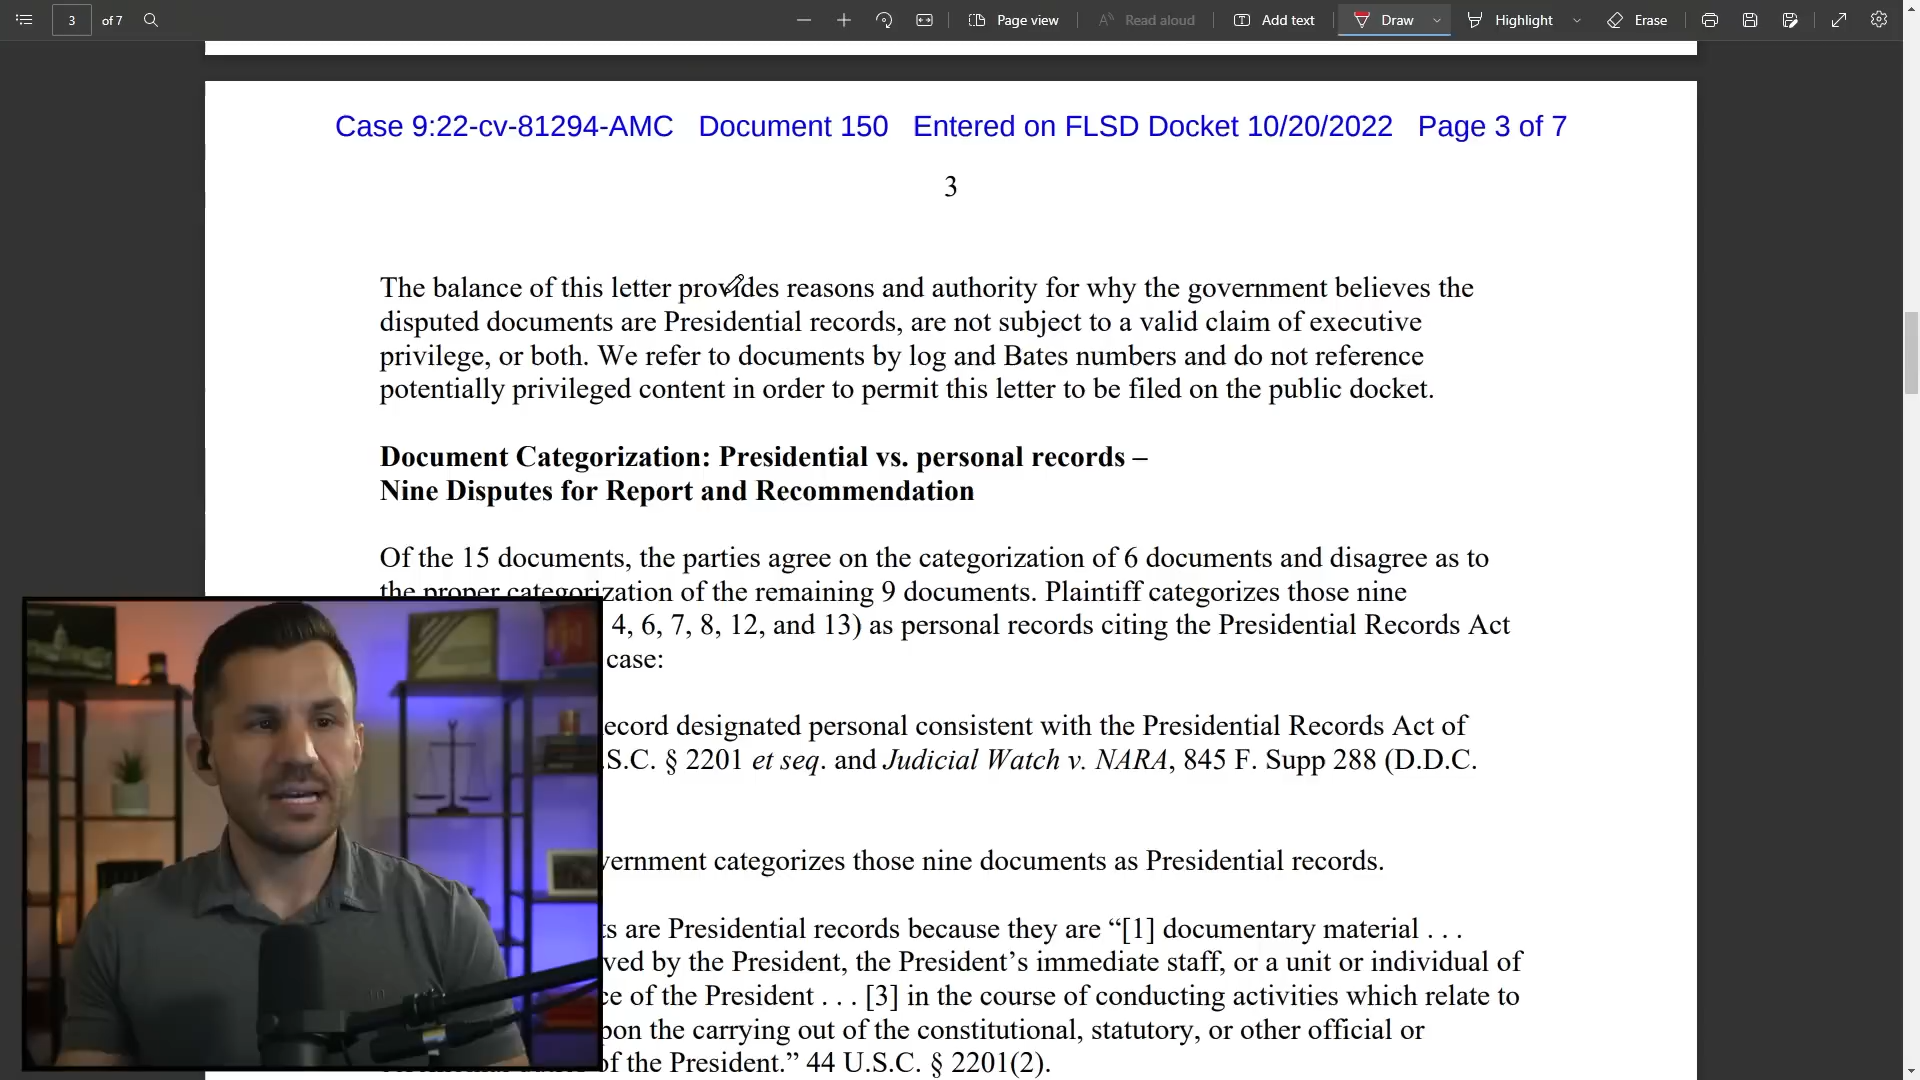 3 of 7 Page view Read aloud Add text Draw Highlight Erase
Case 9:22-cv-81294-AMC Document 150 Entered on FLSD Docket 10/20/2022 Page 3 of 7
3
The balance of this letter provides reasons and authority for why the government believes the
disputed documents are Presidential records, are not subject to a valid claim of executive
privilege, or both. We refer to documents by log and Bates numbers and do not reference
potentially privileged content in order to permit this letter to be filed on the public docket.
Document Categorization: Presidential vs. personal records –
Nine Disputes for Report and Recommendation
Of the 15 documents, the parties agree on the categorization of 6 documents and disagree as to
the proper categorization of the remaining 9 documents. Plaintiff categorizes those nine
4, 6, 7, 8, 12, and 13) as personal records citing the Presidential Records Act
case:
ecord designated personal consistent with the Presidential Records Act of
.S.C. § 2201 et seq. and Judicial Watch v. NARA, 845 F. Supp 288 (D.D.C.
vernment categorizes those nine documents as Presidential records.
ts are Presidential records because they are “[1] documentary material . . .
ved by the President, the President’s immediate staff, or a unit or individual of
ce of the President . . . [3] in the course of conducting activities which relate to
pon the carrying out of the constitutional, statutory, or other official or
of the President.” 44 U.S.C. § 2201(2).